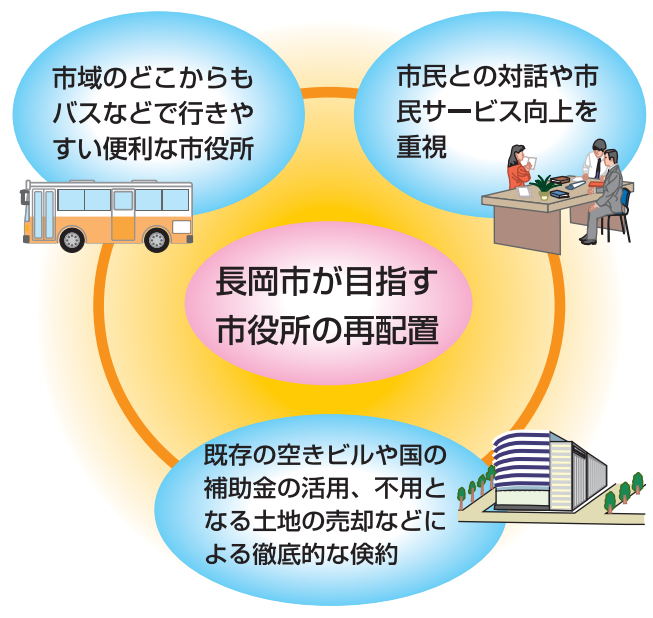 市域のどこからも
バスなどで行きや
すい便利な市役所
市民との対話や市
民サービス向上を
重視
長岡市が目指す
市役所の再配置
既存の空きビルや国の
補助金の活用、不用と
なる土地の売却などに
よる徹底的な倹約